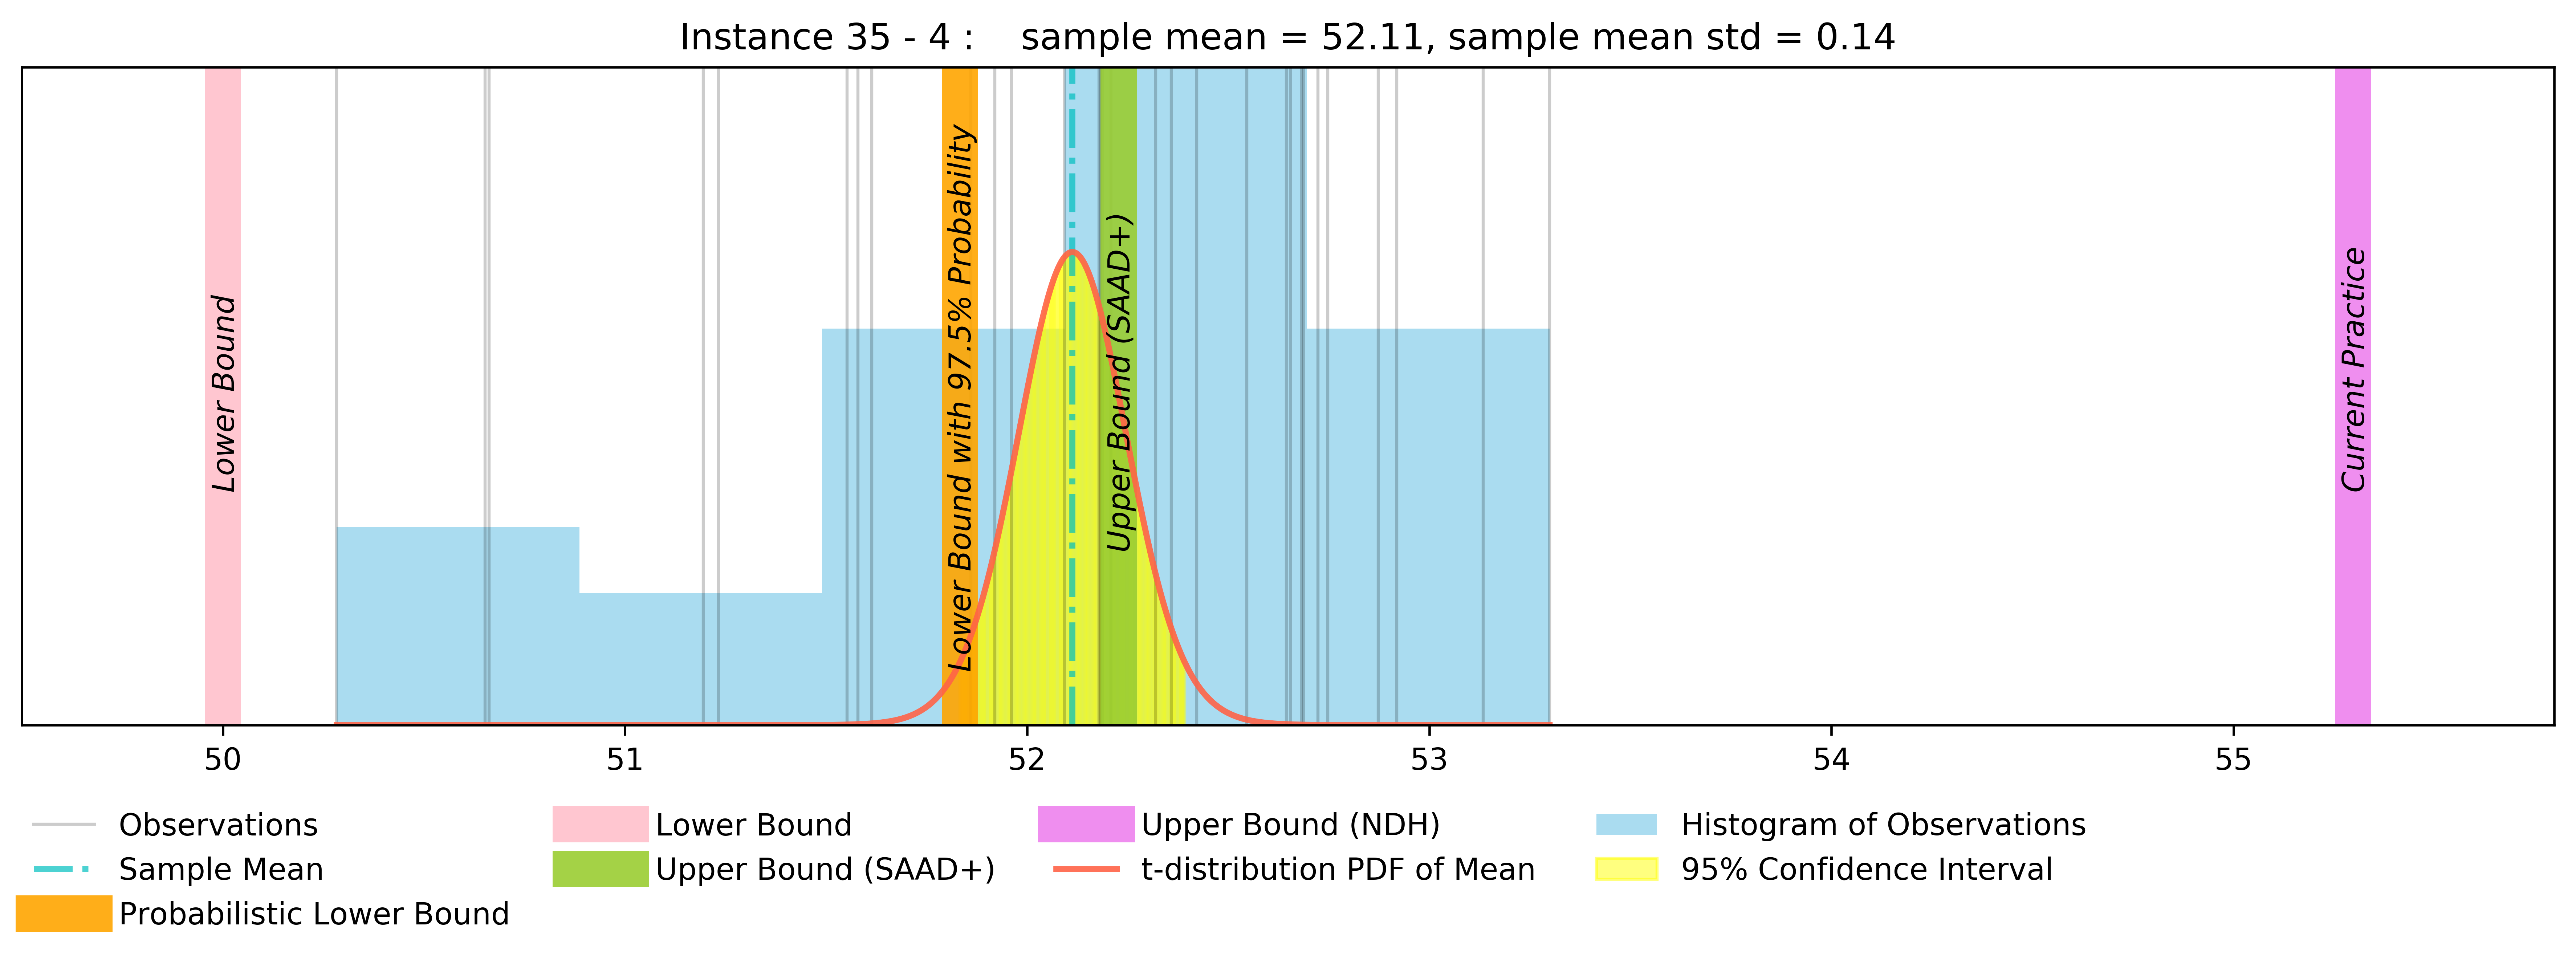 Instance 35 - 4 :    sample mean = 52.11, sample mean std = 0.14
Lower Bound
Lower Bound with 97.5% Probability
Upper Bound (SAAD+)
Current Practice
50 51 52 53 54 55
Observations
Sample Mean
Probabilistic Lower Bound
Lower Bound
Upper Bound (SAAD+)
Upper Bound (NDH)
t-distribution PDF of Mean
Histogram of Observations
95% Confidence Interval